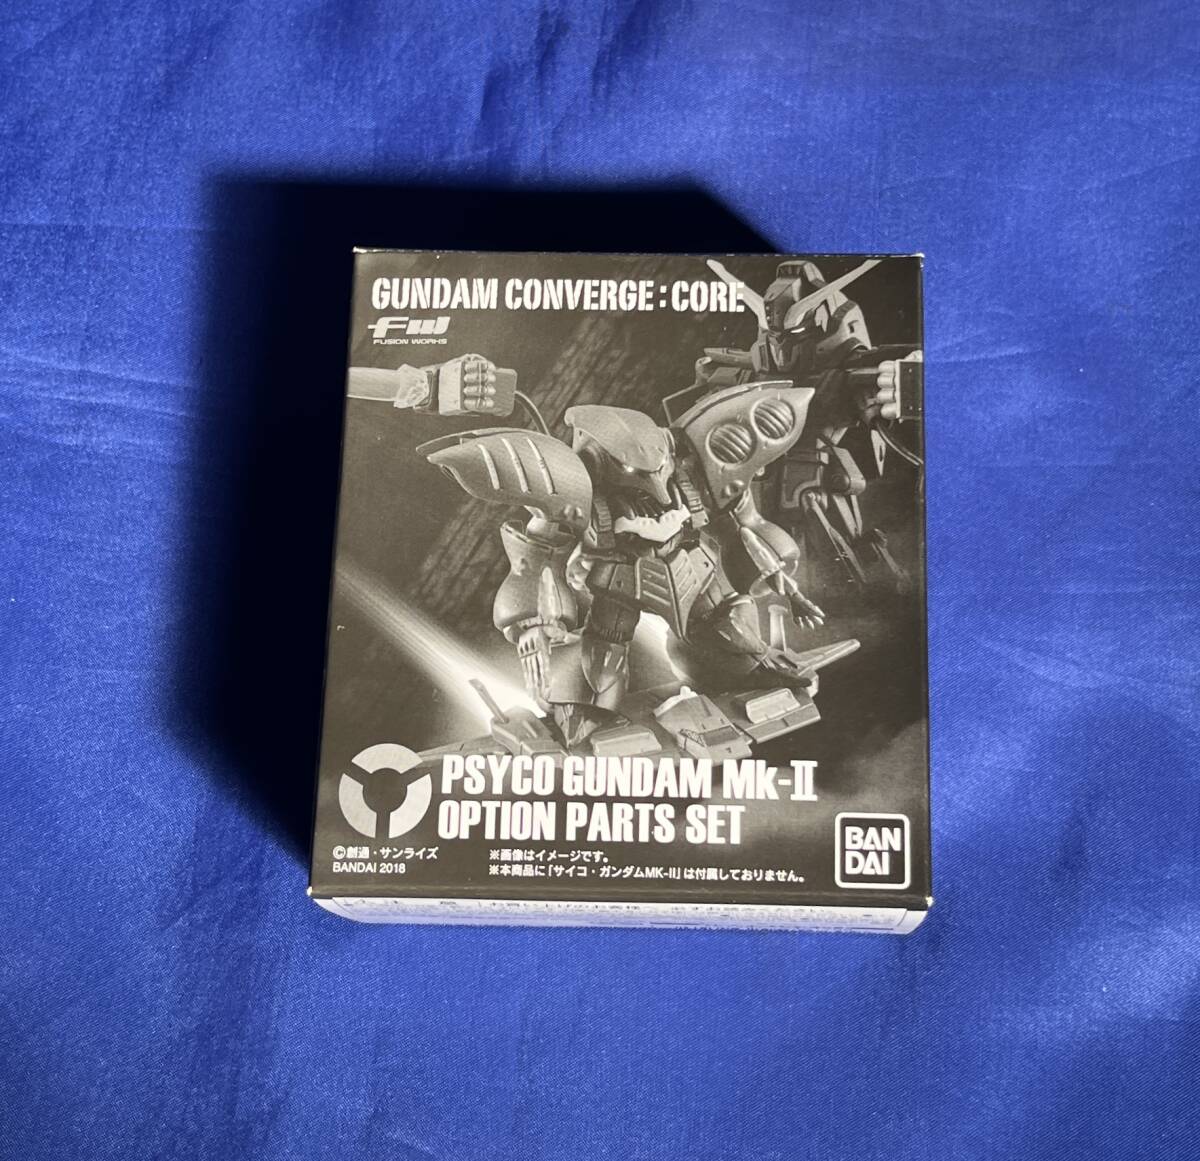 GUNDAM CONVERGE:CORE
FW
FUSION WORKS
PSYCO GUNDAM Mk-II
OPTION PARTS SET
©創通・サンライズ
BANDAI 2018
※画像はイメージです。
※本商品に「サイコ・ガンダムMK-II」は付属しておりません。
BAN
DAI